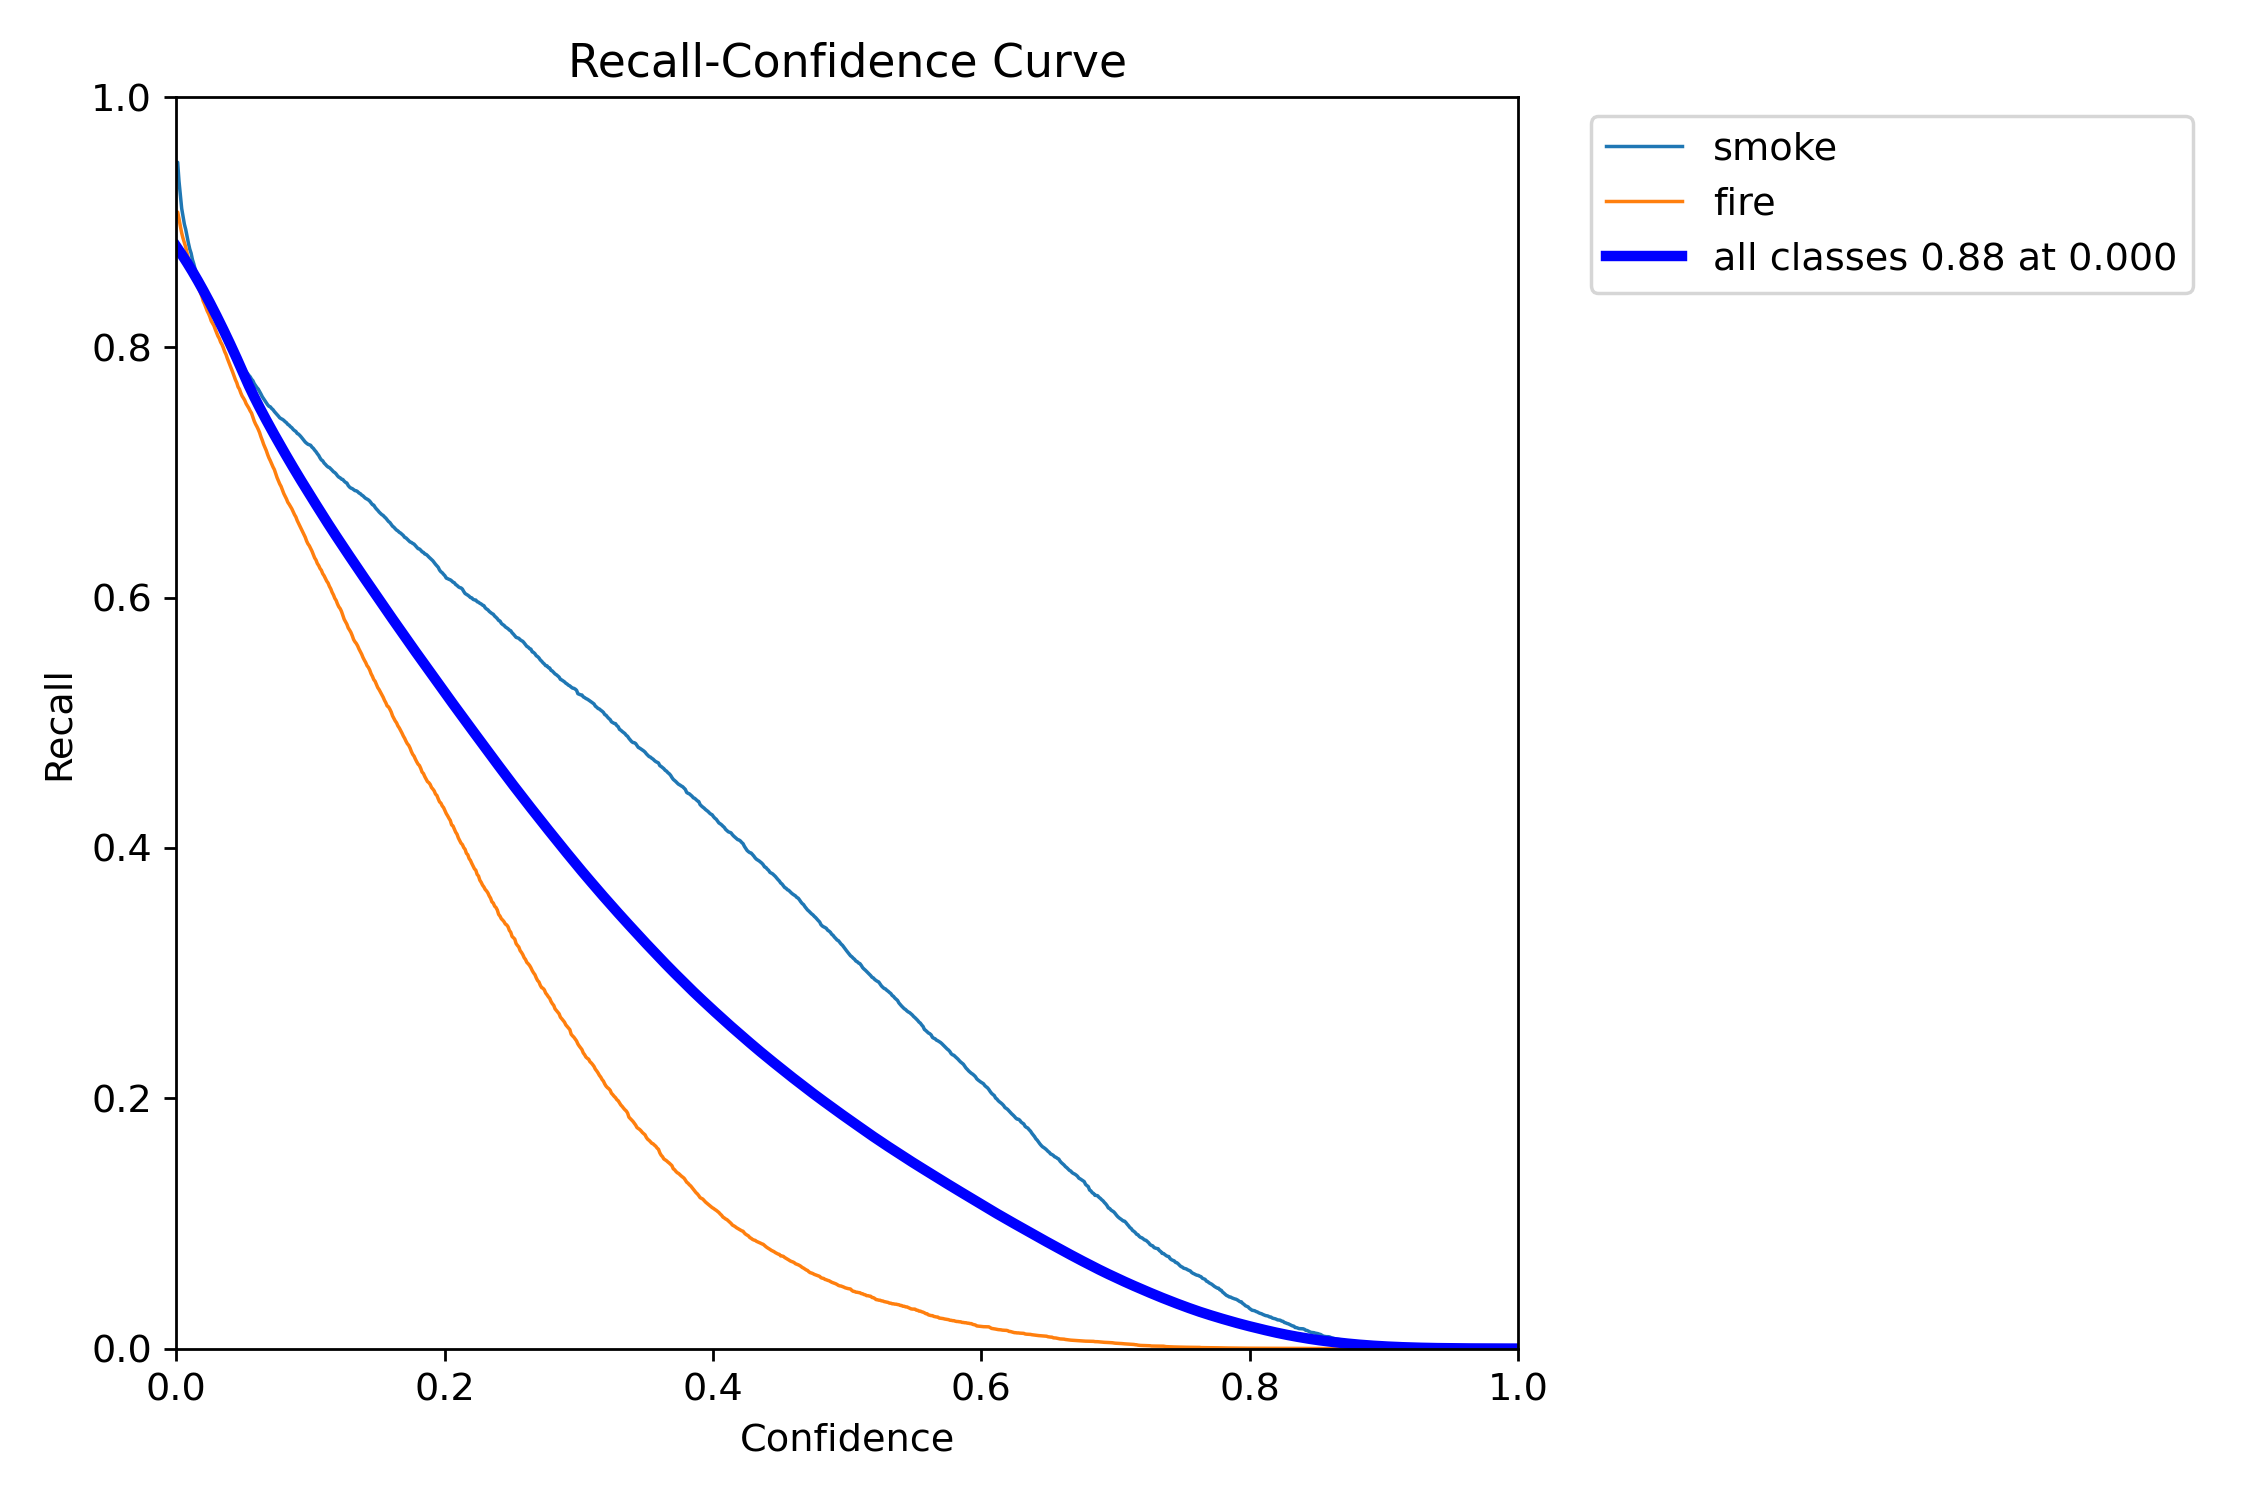 Recall-Confidence Curve
1.0
0.8
0.6
0.4
0.2
0.0
Recall
0.0 0.2 0.4 0.6 0.8 1.0
Confidence
smoke
fire
all classes 0.88 at 0.000